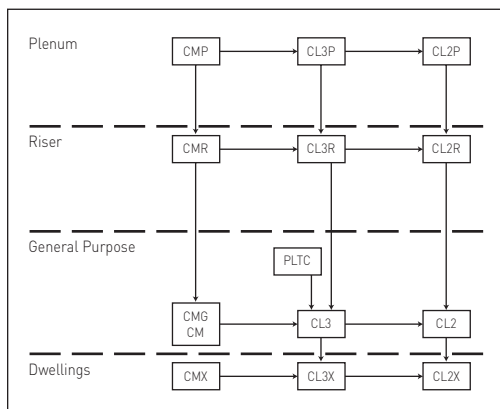 Plenum
CMP
CL3P
CL2P
Riser
CMR
CL3R
CL2R
General Purpose
PLTC
CMG
CM
CL3
CL2
Dwellings
CMX
CL3X
CL2X